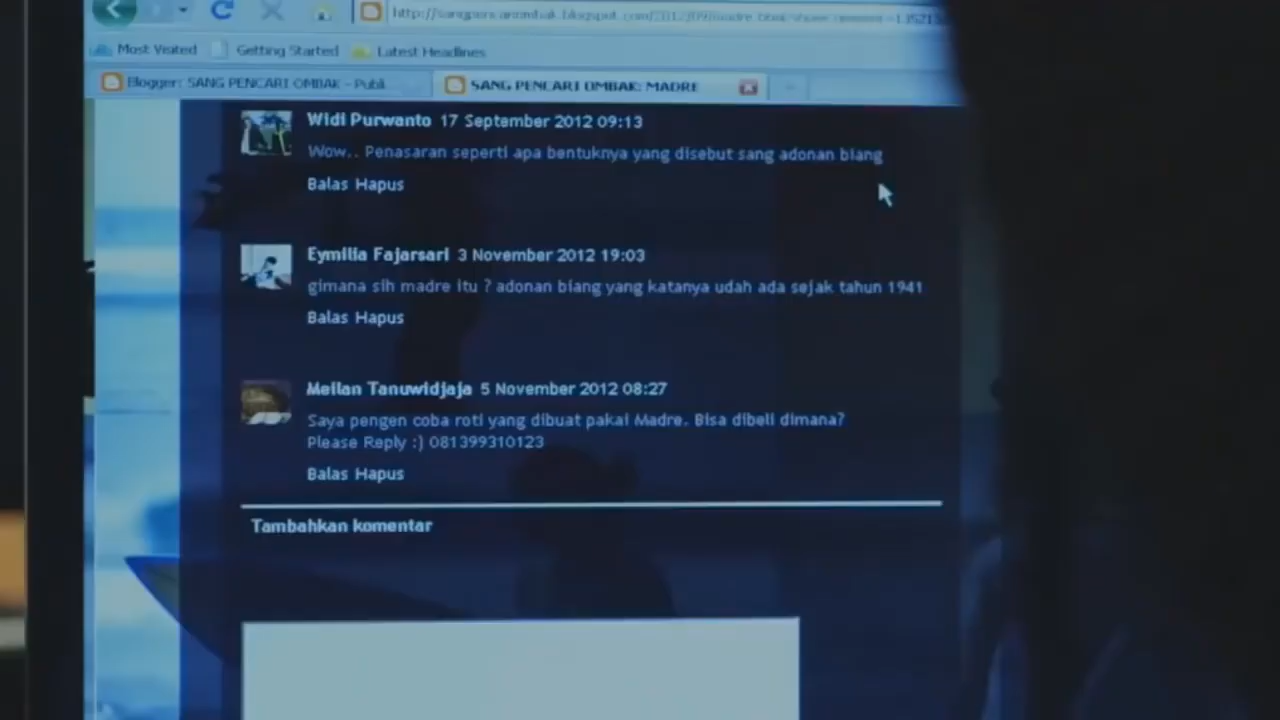 Most Visited Getting Started Latest Headlines
Blogger: SANG PENCARI OMBAK - Publi SANG PENCARI OMBAK: MADRE
Widi Purwanto 17 September 2012 09:13
Wow.. Penasaran seperti apa bentuknya yang disebut sang adonan biang
Balas Hapus
Eymilia Fajarsari 3 November 2012 19:03
gimana sih madre itu ? adonan biang yang katanya udah ada sejak tahun 1941
Balas Hapus
Meilan Tanuwidjaja 5 November 2012 08:27
Saya pengen coba roti yang dibuat pakai Madre. Bisa dibeli dimana?
Please Reply :) 081399310123
Balas Hapus
Tambahkan komentar